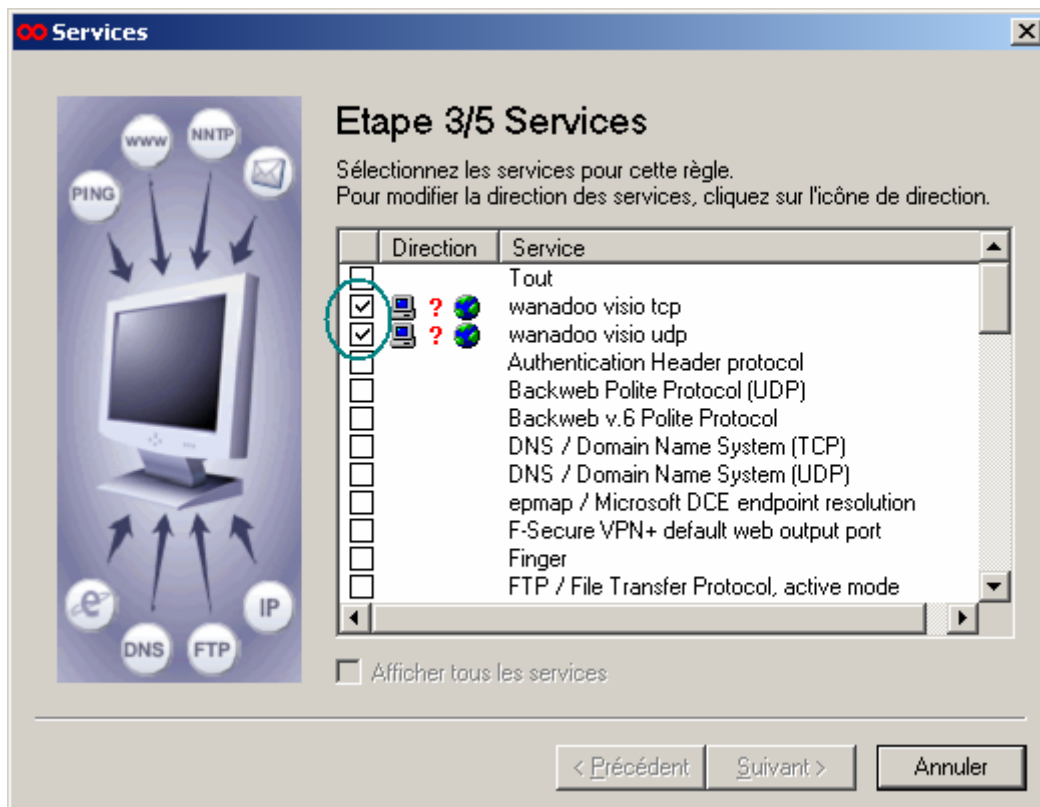 Services
Etape 3/5 Services
Sélectionnez les services pour cette règle.
Pour modifier la direction des services, cliquez sur l'icône de direction.
www
NNTP
PING
Direction Service
Tout
? wanadoo visio tcp
? wanadoo visio udp
Authentication Header protocol
Backweb Polite Protocol (UDP)
Backweb v.6 Polite Protocol
DNS / Domain Name System (TCP)
DNS / Domain Name System (UDP)
epmap / Microsoft DCE endpoint resolution
F-Secure VPN+ default web output port
Finger
FTP / File Transfer Protocol, active mode
e
IP
DNS
FTP
Afficher tous les services
< Précédent
Suivant >
Annuler